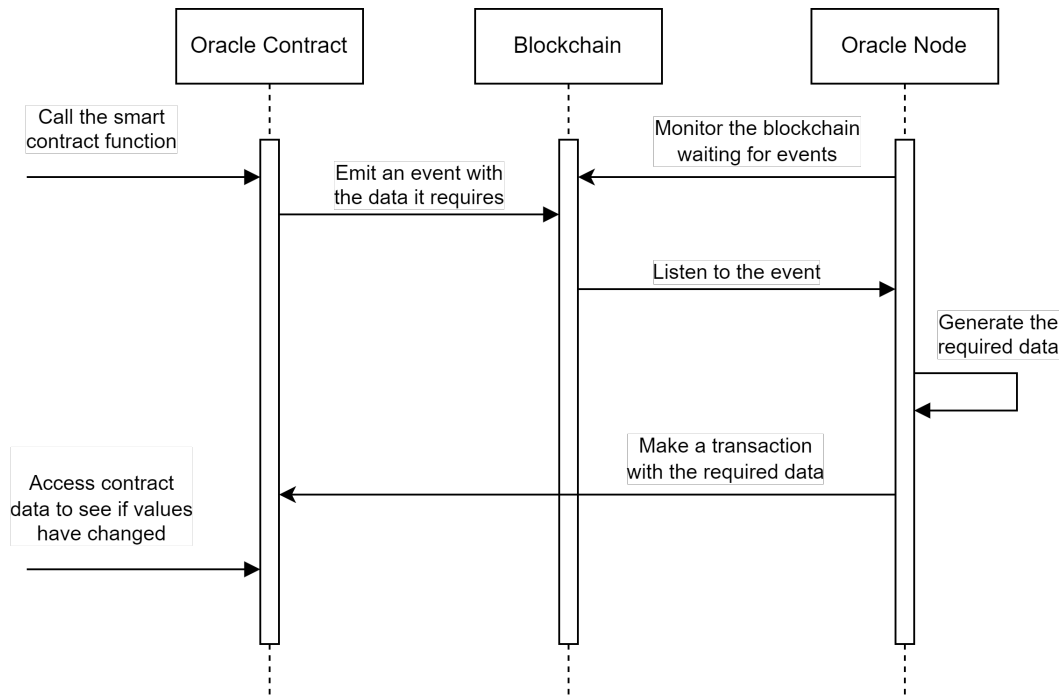 Oracle Contract
Blockchain
Oracle Node
Call the smart
contract function
Monitor the blockchain
waiting for events
Emit an event with
the data it requires
Listen to the event
Generate the
required data
Make a transaction
with the required data
Access contract
data to see if values
have changed